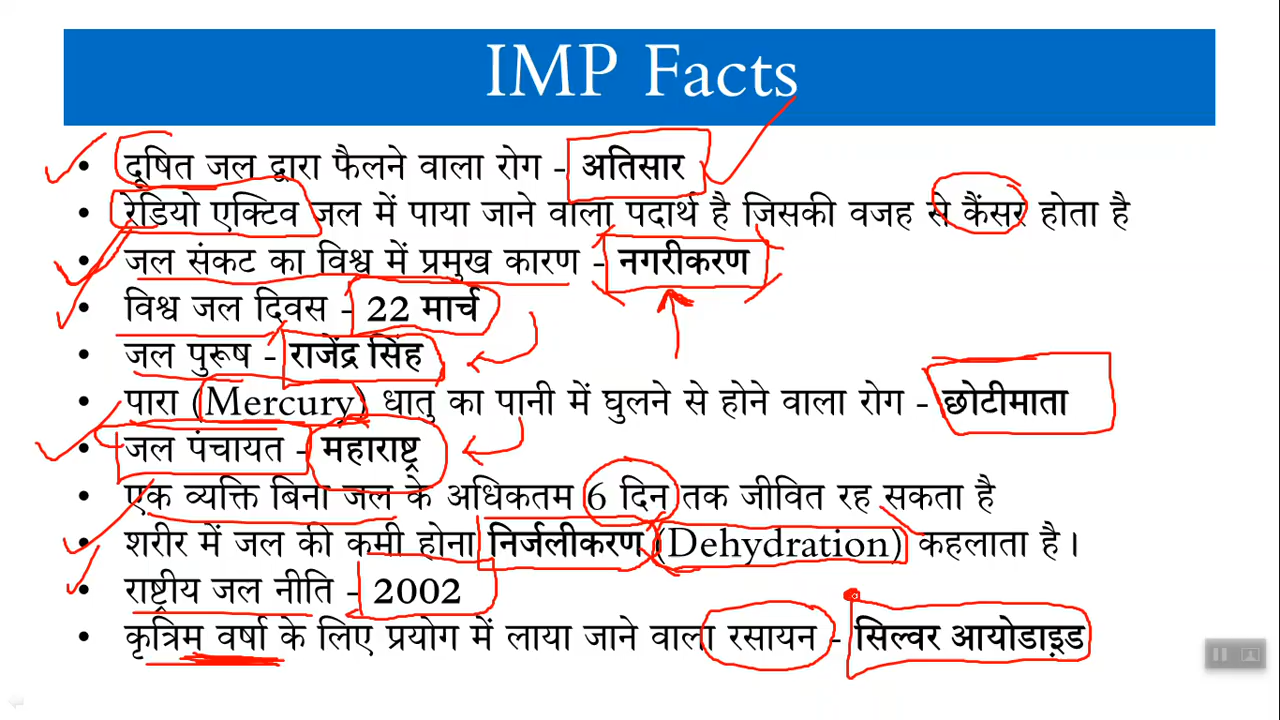 IMP Facts
• दूषित जल द्वारा फैलने वाला रोग - अतिसार
• रेडियो एक्टिव जल में पाया जाने वाला पदार्थ है जिसकी वजह से कैंसर होता है
• जल संकट का विश्व में प्रमुख कारण - नगरीकरण
• विश्व जल दिवस - 22 मार्च
• जल पुरूष - राजेंद्र सिंह
• पारा (Mercury) धातु का पानी में घुलने से होने वाला रोग - छोटीमाता
• जल पंचायत - महाराष्ट्र
• एक व्यक्ति बिना जल के अधिकतम 6 दिन तक जीवित रह सकता है
• शरीर में जल की कमी होना निर्जलीकरण (Dehydration) कहलाता है।
• राष्ट्रीय जल नीति - 2002
• कृत्रिम वर्षा के लिए प्रयोग में लाया जाने वाला रसायन - सिल्वर आयोडाइ़ड